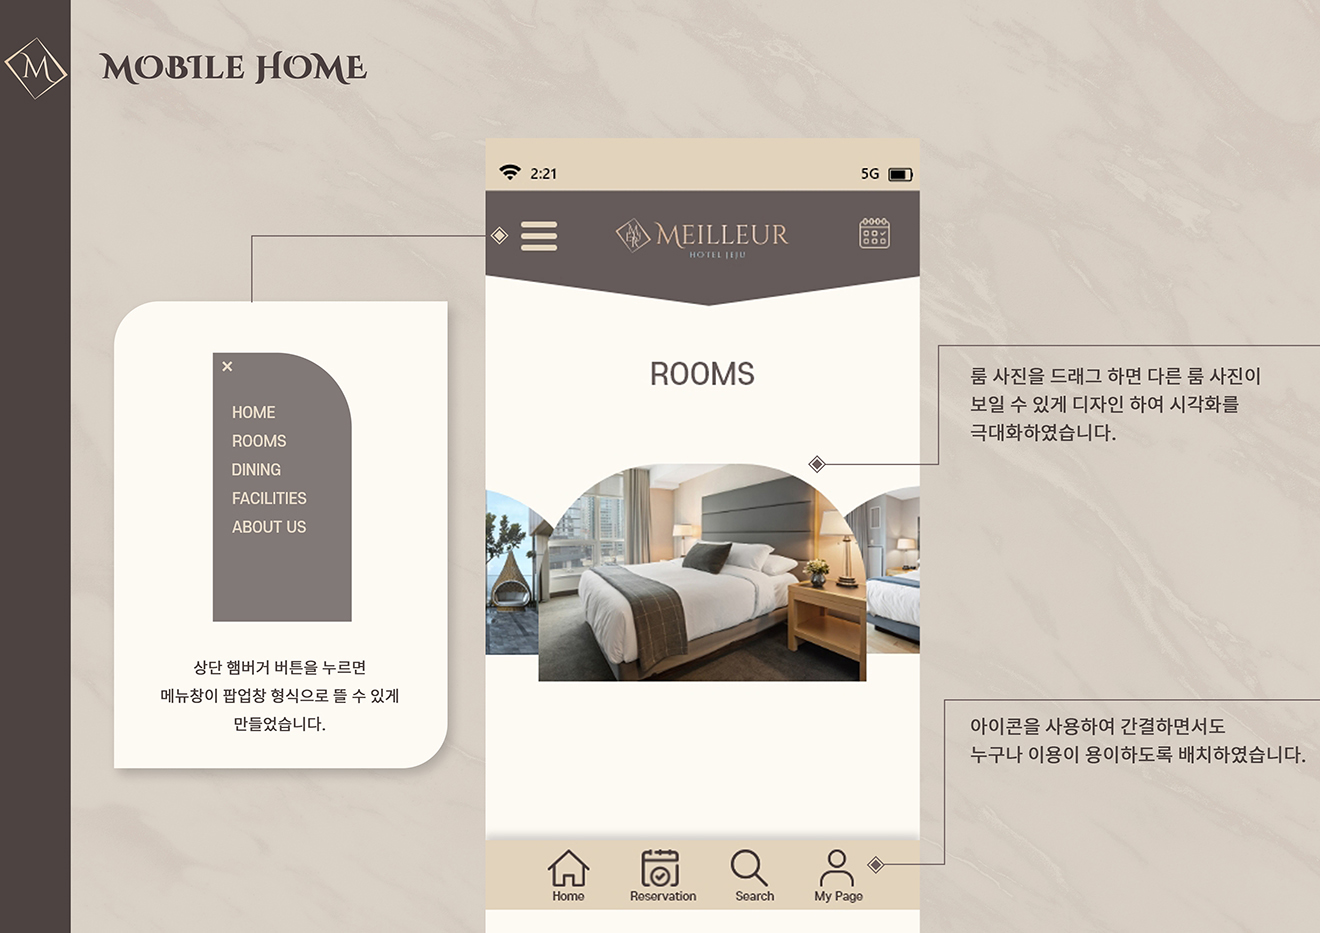 M
MOBILE HOME
2:21
5G
MEILLEUR
HOTEL JEJU
ROOMS
HOME
ROOMS
DINING
FACILITIES
ABOUT US
상단 햄버거 버튼을 누르면
메뉴창이 팝업창 형식으로 뜰 수 있게
만들었습니다.
룸 사진을 드래그 하면 다른 룸 사진이
보일 수 있게 디자인 하여 시각화를
극대화하였습니다.
아이콘을 사용하여 간결하면서도
누구나 이용이 용이하도록 배치하였습니다.
Home
Reservation
Search
My Page